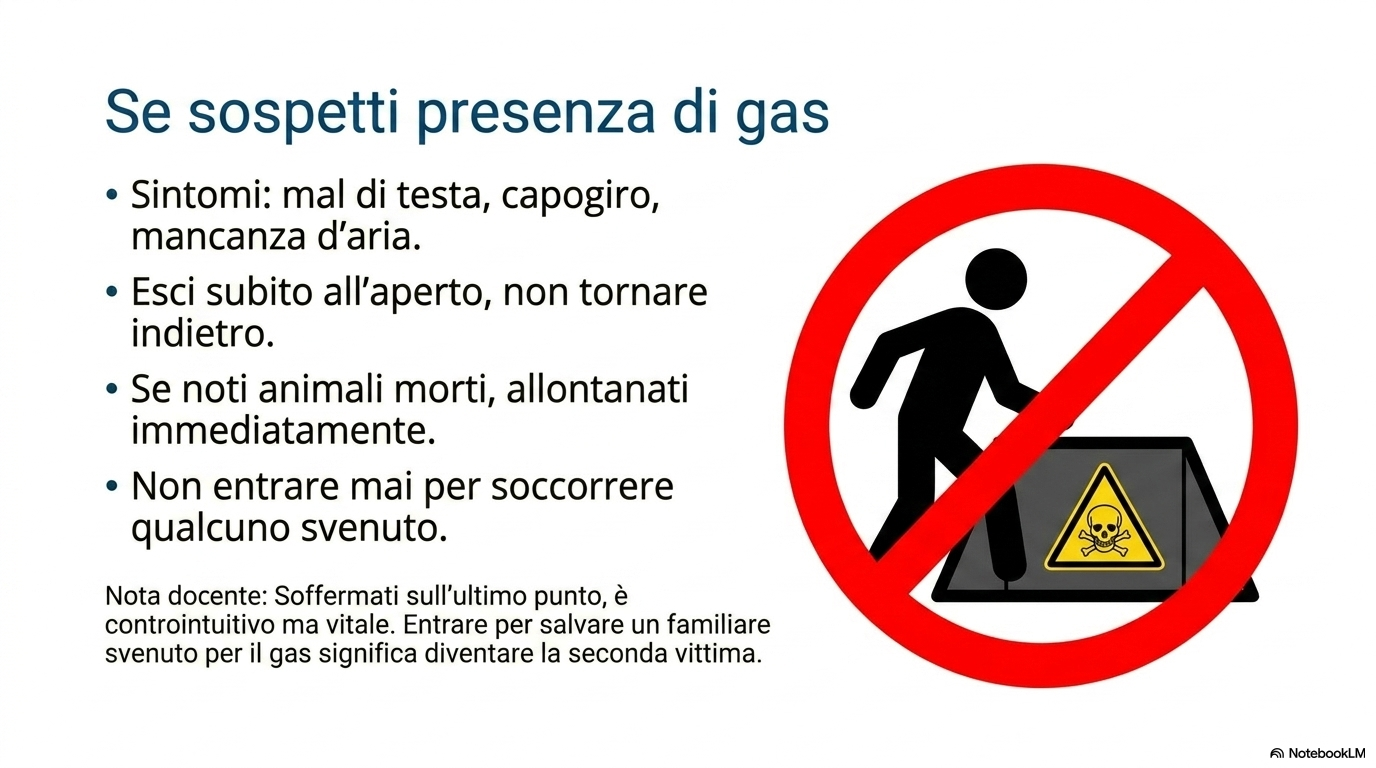 Se sospetti presenza di gas
• Sintomi: mal di testa, capogiro,
mancanza d'aria.
• Esci subito all'aperto, non tornare
indietro.
• Se noti animali morti, allontanati
immediatamente.
• Non entrare mai per soccorrere
qualcuno svenuto.
Nota docente: Soffermati sull'ultimo punto, è
controintuitivo ma vitale. Entrare per salvare un familiare
svenuto per il gas significa diventare la seconda vittima.
NotebookLM